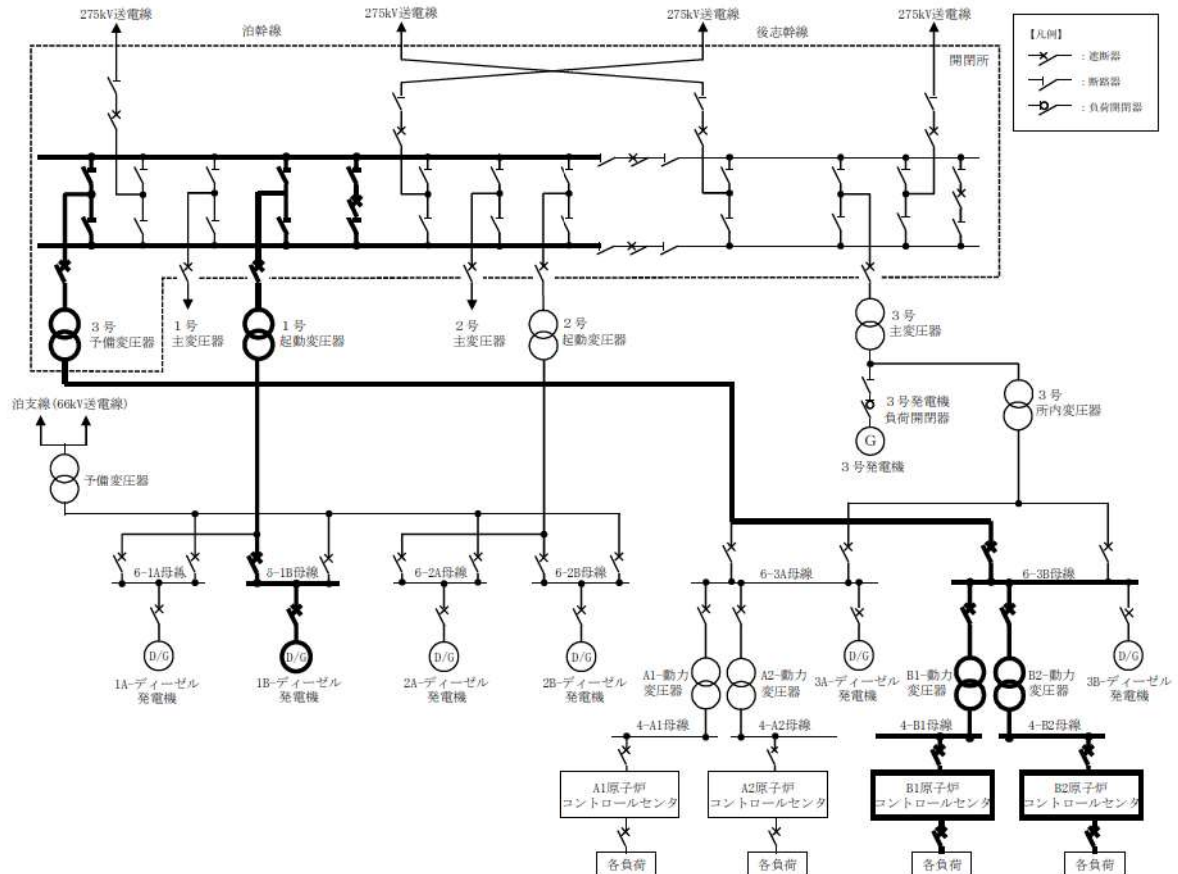 275kV送電線
275kV送電線
275kV送電線
275kV送電線
泊幹線
後志幹線
開閉所
【凡例】
：遮断器
：断路器
：負荷開閉器
3号
予備変圧器
1号
主変圧器
1号
起動変圧器
2号
主変圧器
2号
起動変圧器
3号
主変圧器
泊支線(66kV送電線)
予備変圧器
3号発電機
負荷開閉器
G
3号発電機
3号
所内変圧器
6-1A母線
6-1B母線
6-2A母線
6-2B母線
6-3A母線
6-3B母線
D/G
D/G
D/G
D/G
D/G
D/G
1A-ディーゼル
発電機
1B-ディーゼル
発電機
2A-ディーゼル
発電機
2B-ディーゼル
発電機
A1-動力
変圧器
A2-動力
変圧器
3A-ディーゼル
発電機
B1-動力
変圧器
B2-動力
変圧器
3B-ディーゼル
発電機
4-A1母線
4-A2母線
4-B1母線
4-B2母線
A1原子炉
コントロールセンタ
A2原子炉
コントロールセンタ
B1原子炉
コントロールセンタ
B2原子炉
コントロールセンタ
各負荷
各負荷
各負荷
各負荷